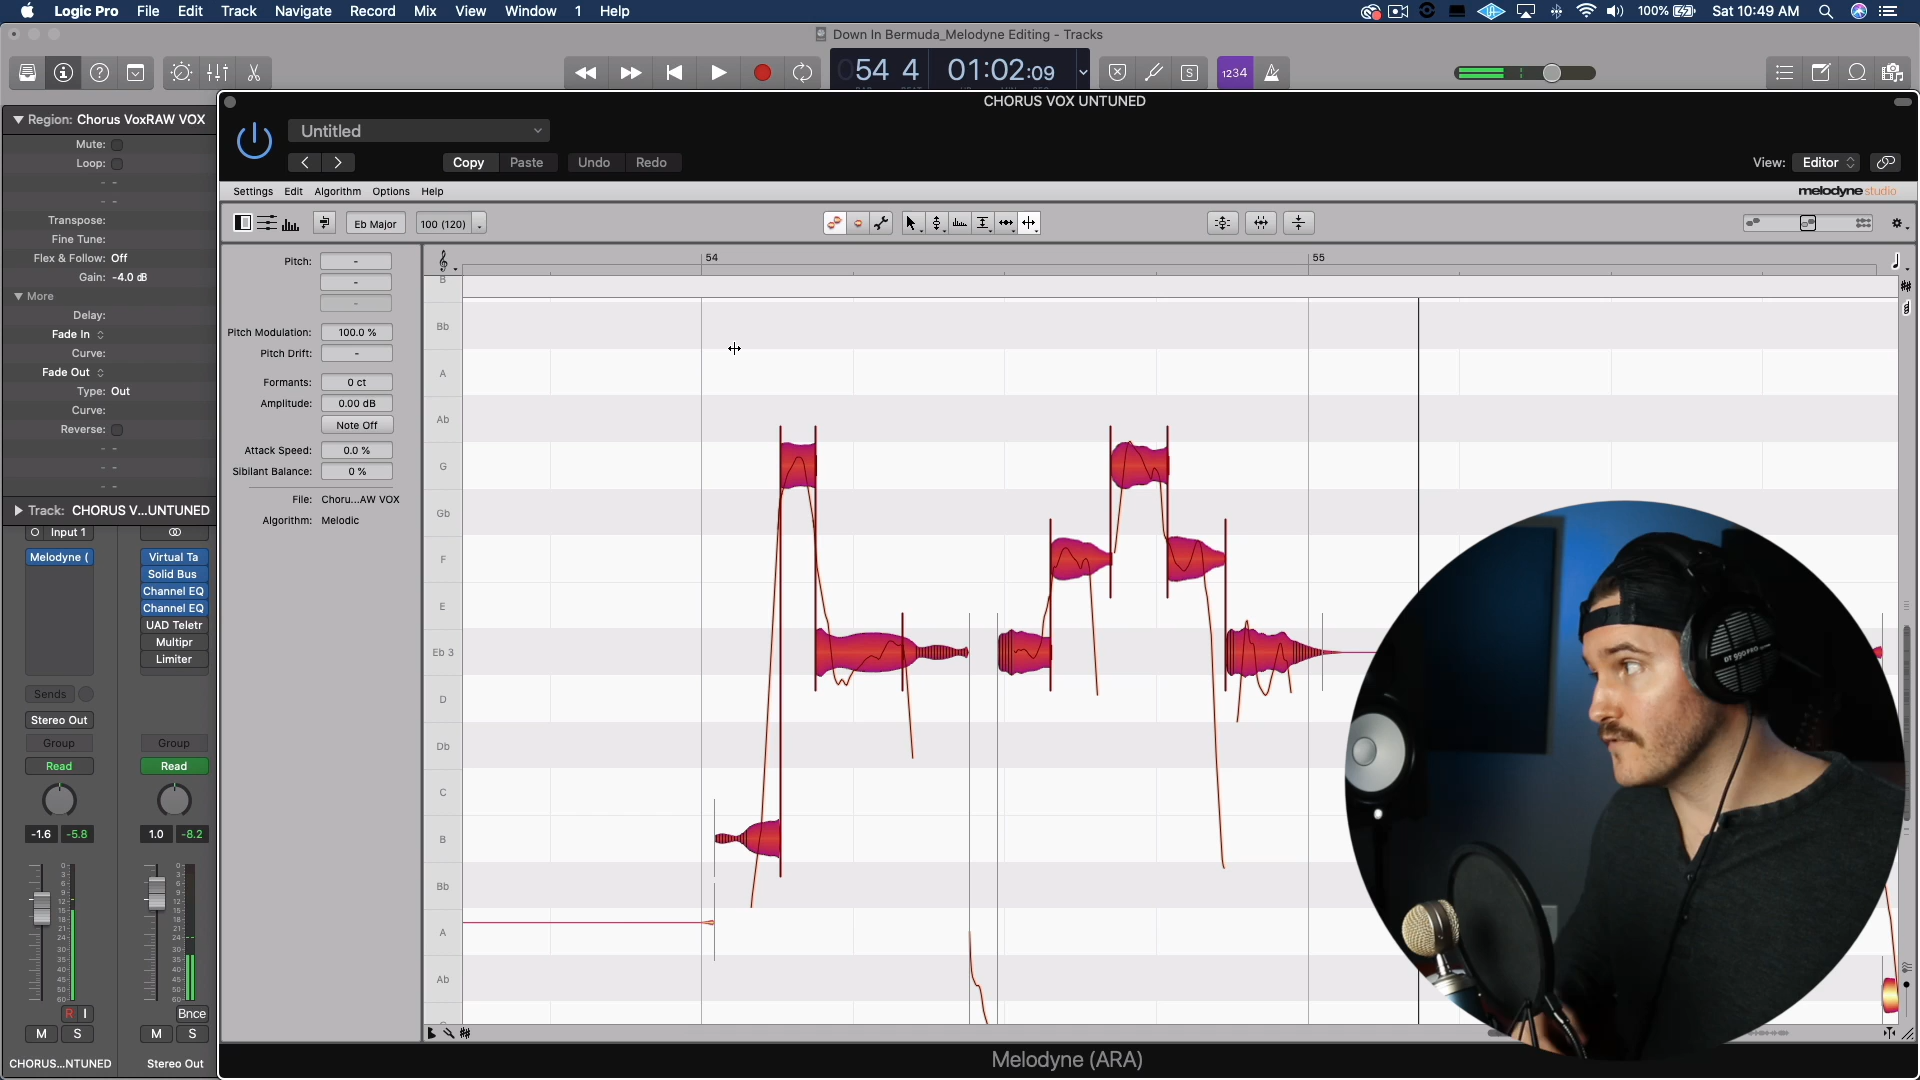 Logic Pro File Edit Track Navigate Record Mix View Window 1 Help
100% Sat 10:49 AM
Down In Bermuda_Melodyne Editing - Tracks
54 4 01:02:09
S 1234
CHORUS VOX UNTUNED
Region: Chorus VoxRAW VOX
Mute:
Loop:
Transpose:
Fine Tune:
Flex & Follow: Off
Gain: -4.0 dB
More
Delay:
Fade In
Curve:
Fade Out
Type: Out
Curve:
Reverse:
Track: CHORUS V...UNTUNED
Input 1
Melodyne (
Virtual Ta
Solid Bus
Channel EQ
Channel EQ
UAD Teletr
Multipr
Limiter
Sends
Stereo Out
Group Group
Read Read
-1.6 -5.8 1.0 -8.2
R I Bnce
M S M S
CHORUS...NTUNED Stereo Out
Untitled
Copy Paste Undo Redo
View: Editor
Settings Edit Algorithm Options Help
melodyne studio
Eb Major 100 (120)
Pitch: -
-
-
Pitch Modulation: 100.0 %
Pitch Drift: -
Formants: 0 ct
Amplitude: 0.00 dB
Note Off
Attack Speed: 0.0 %
Sibilant Balance: 0 %
File: Choru...AW VOX
Algorithm: Melodic
54 55
B
Bb
A
Ab
G
Gb
F
E
Eb 3
D
Db
C
B
Bb
A
Ab
DT 990 PRO
Melodyne (ARA)